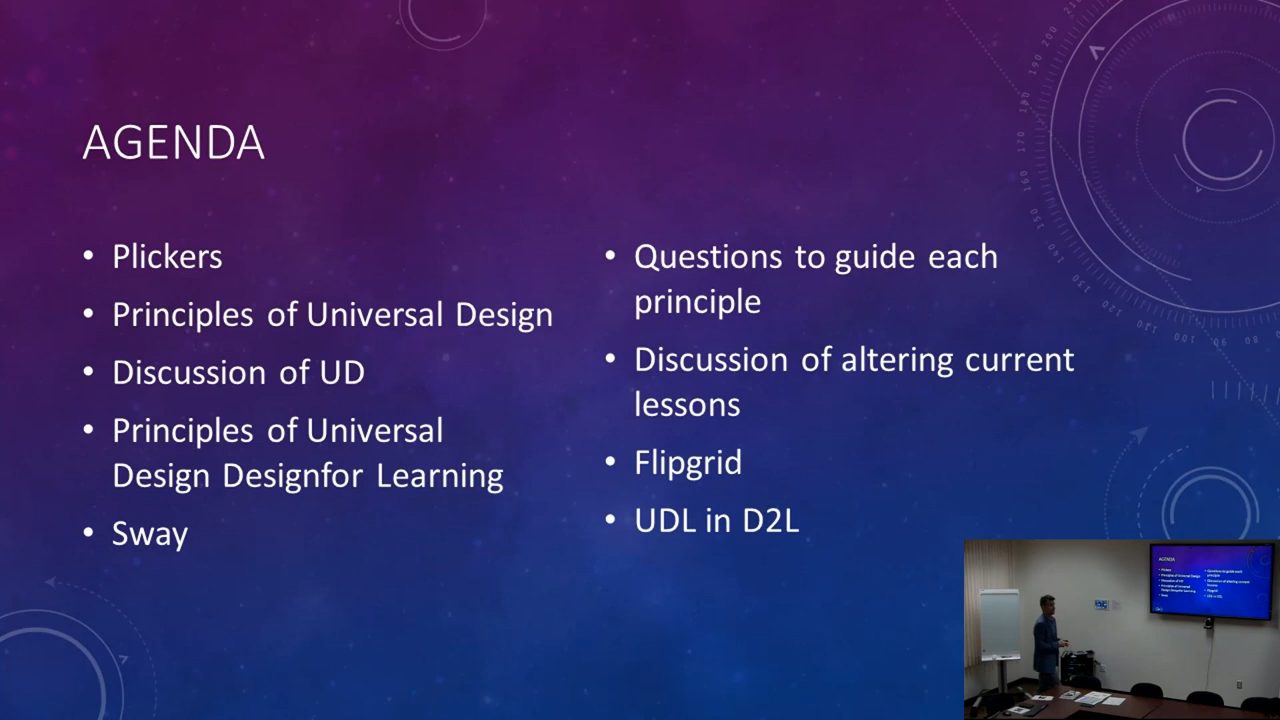 AGENDA
• Plickers
• Principles of Universal Design
• Discussion of UD
• Principles of Universal
Design Designfor Learning
• Sway
• Questions to guide each
principle
• Discussion of altering current
lessons
• Flipgrid
• UDL in D2L